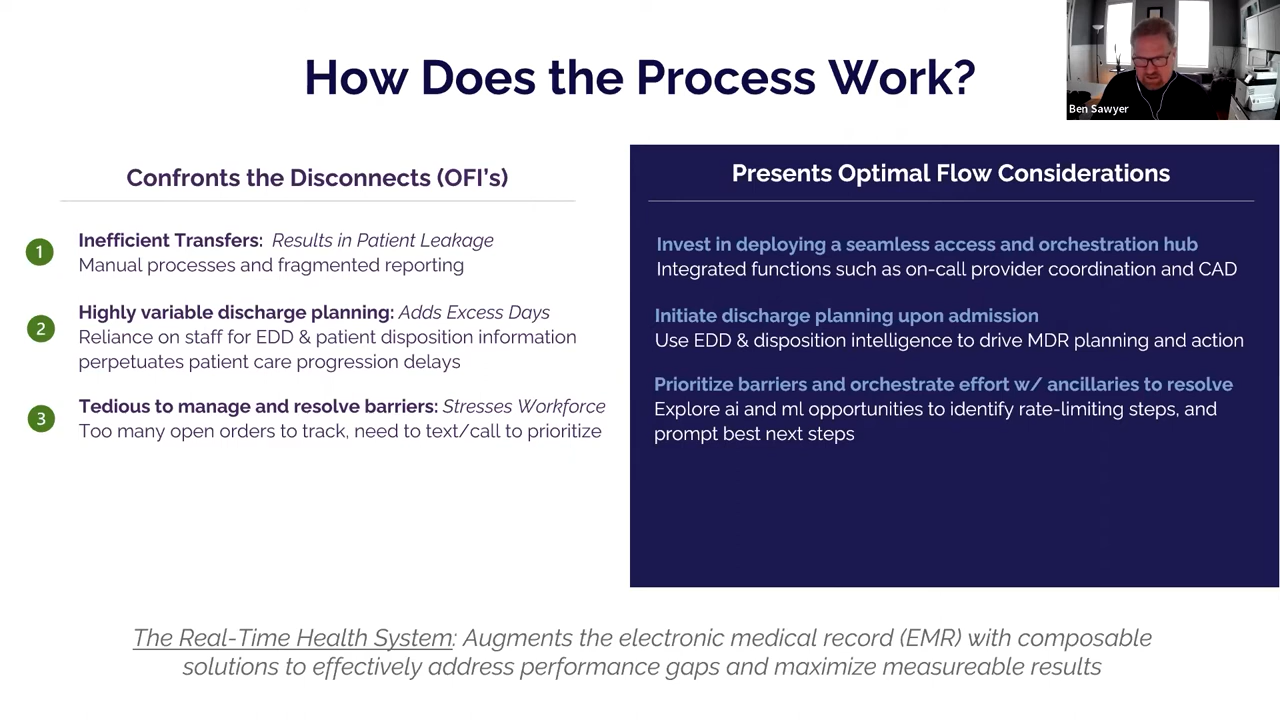 How Does the Process Work?
Ben Sawyer
Confronts the Disconnects (OFI's)
1
Inefficient Transfers: Results in Patient Leakage
Manual processes and fragmented reporting
2
Highly variable discharge planning: Adds Excess Days
Reliance on staff for EDD & patient disposition information
perpetuates patient care progression delays
3
Tedious to manage and resolve barriers: Stresses Workforce
Too many open orders to track, need to text/call to prioritize
Presents Optimal Flow Considerations
Invest in deploying a seamless access and orchestration hub
Integrated functions such as on-call provider coordination and CAD
Initiate discharge planning upon admission
Use EDD & disposition intelligence to drive MDR planning and action
Prioritize barriers and orchestrate effort w/ ancillaries to resolve
Explore ai and ml opportunities to identify rate-limiting steps, and
prompt best next steps
The Real-Time Health System: Augments the electronic medical record (EMR) with composable
solutions to effectively address performance gaps and maximize measureable results